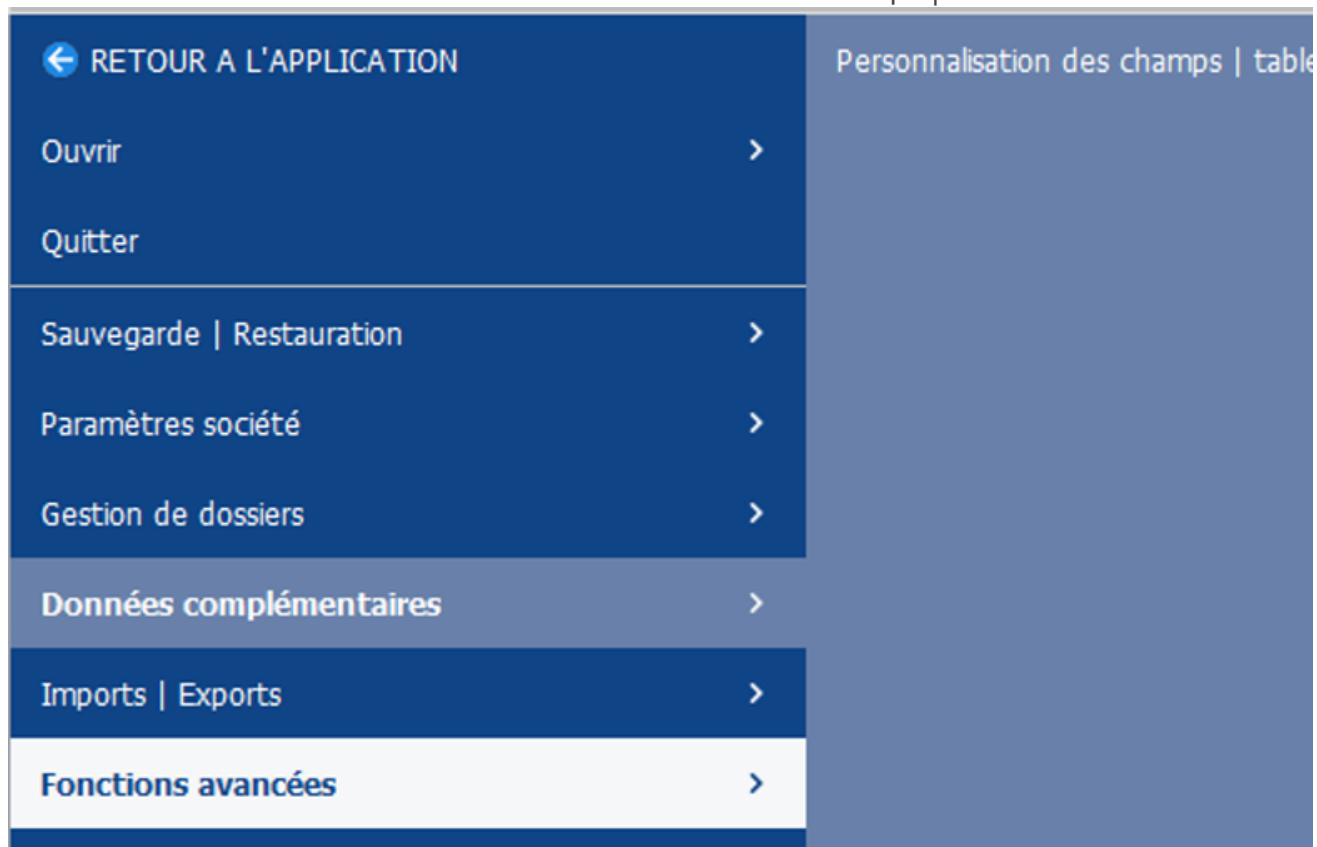 RETOUR A L'APPLICATION
Personnalisation des champs | table
Ouvrir
Quitter
Sauvegarde | Restauration
Paramètres société
Gestion de dossiers
Données complémentaires
Imports | Exports
Fonctions avancées